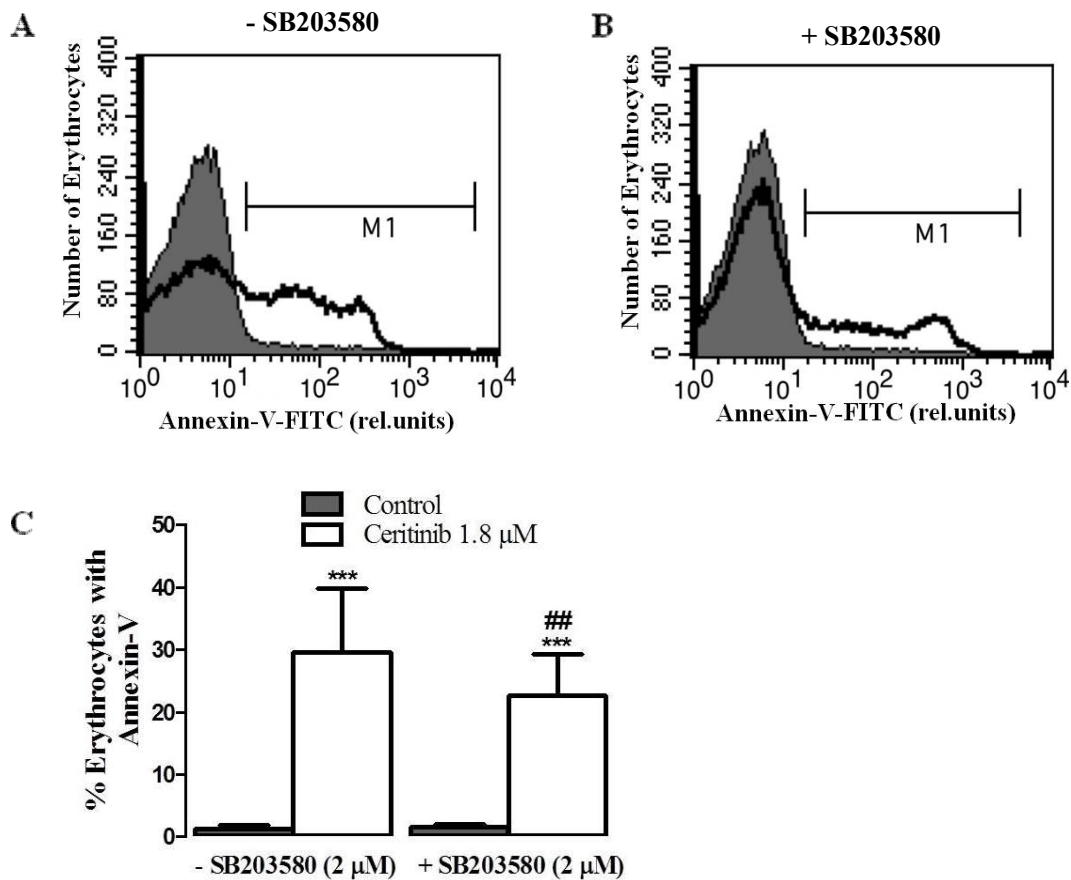 A
- SB203580
Number of Erythrocytes
400
320
240
160
80
0
M1
10^0 10^1 10^2 10^3 10^4
Annexin-V-FITC (rel.units)
B
+ SB203580
Number of Erythrocytes
400
320
240
160
80
0
M1
10^0 10^1 10^2 10^3 10^4
Annexin-V-FITC (rel.units)
C
Control
Ceritinib 1.8 μM
% Erythrocytes with
Annexin-V
50
40
30
20
10
0
***
##
***
- SB203580 (2 μM) + SB203580 (2 μM)